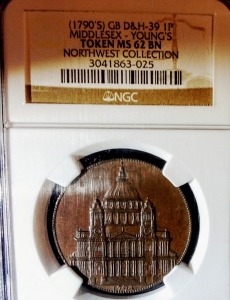 (1790'S) GB D&H-39 1P
MIDDLESEX - YOUNG'S
TOKEN MS 62 BN
NORTHWEST COLLECTION
3041863-025
NGC